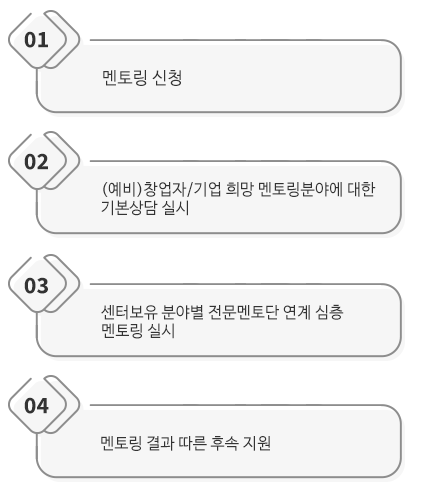 01
멘토링 신청
02
(예비)창업자/기업 희망 멘토링분야에 대한
기본상담 실시
03
센터보유 분야별 전문멘토단 연계 심층
멘토링 실시
04
멘토링 결과 따른 후속 지원